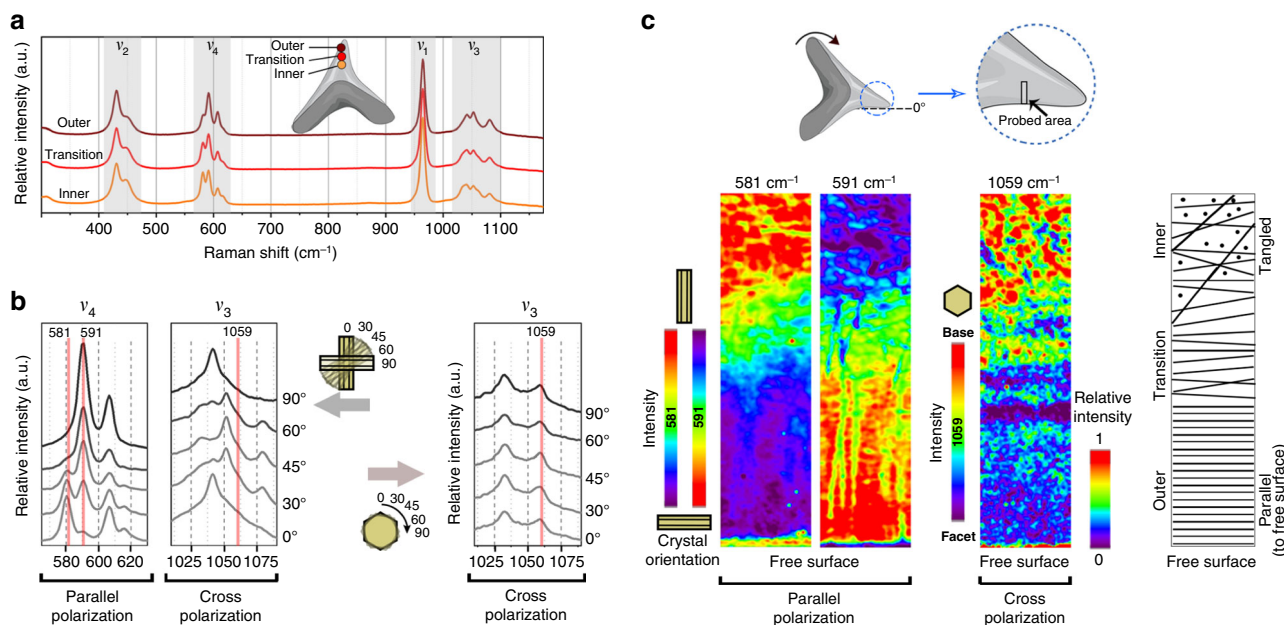 a
Relative intensity (a.u.)
ν2
ν4
ν1
ν3
Outer
Transition
Inner
Outer
Transition
Inner
400
500
600
700
800
900
1000
1100
Raman shift (cm−1)
b
ν4
ν3
ν3
581 591
1059
1059
Relative intensity (a.u.)
0 30 45 60 90
90°
60°
45°
30°
0°
0 30 45 60 90
Relative intensity (a.u.)
90°
60°
45°
30°
0°
580 600 620
1025 1050 1075
1025 1050 1075
Parallel
polarization
Cross
polarization
Cross
polarization
c
0°
Probed area
581 cm−1
591 cm−1
1059 cm−1
Intensity
581
591
Crystal
orientation
Base
Intensity
1059
Facet
Relative
intensity
1
0
Free surface
Free surface
Free surface
Parallel
polarization
Cross
polarization
Inner
Transition
Outer
Tangled
Parallel
(to free surface)